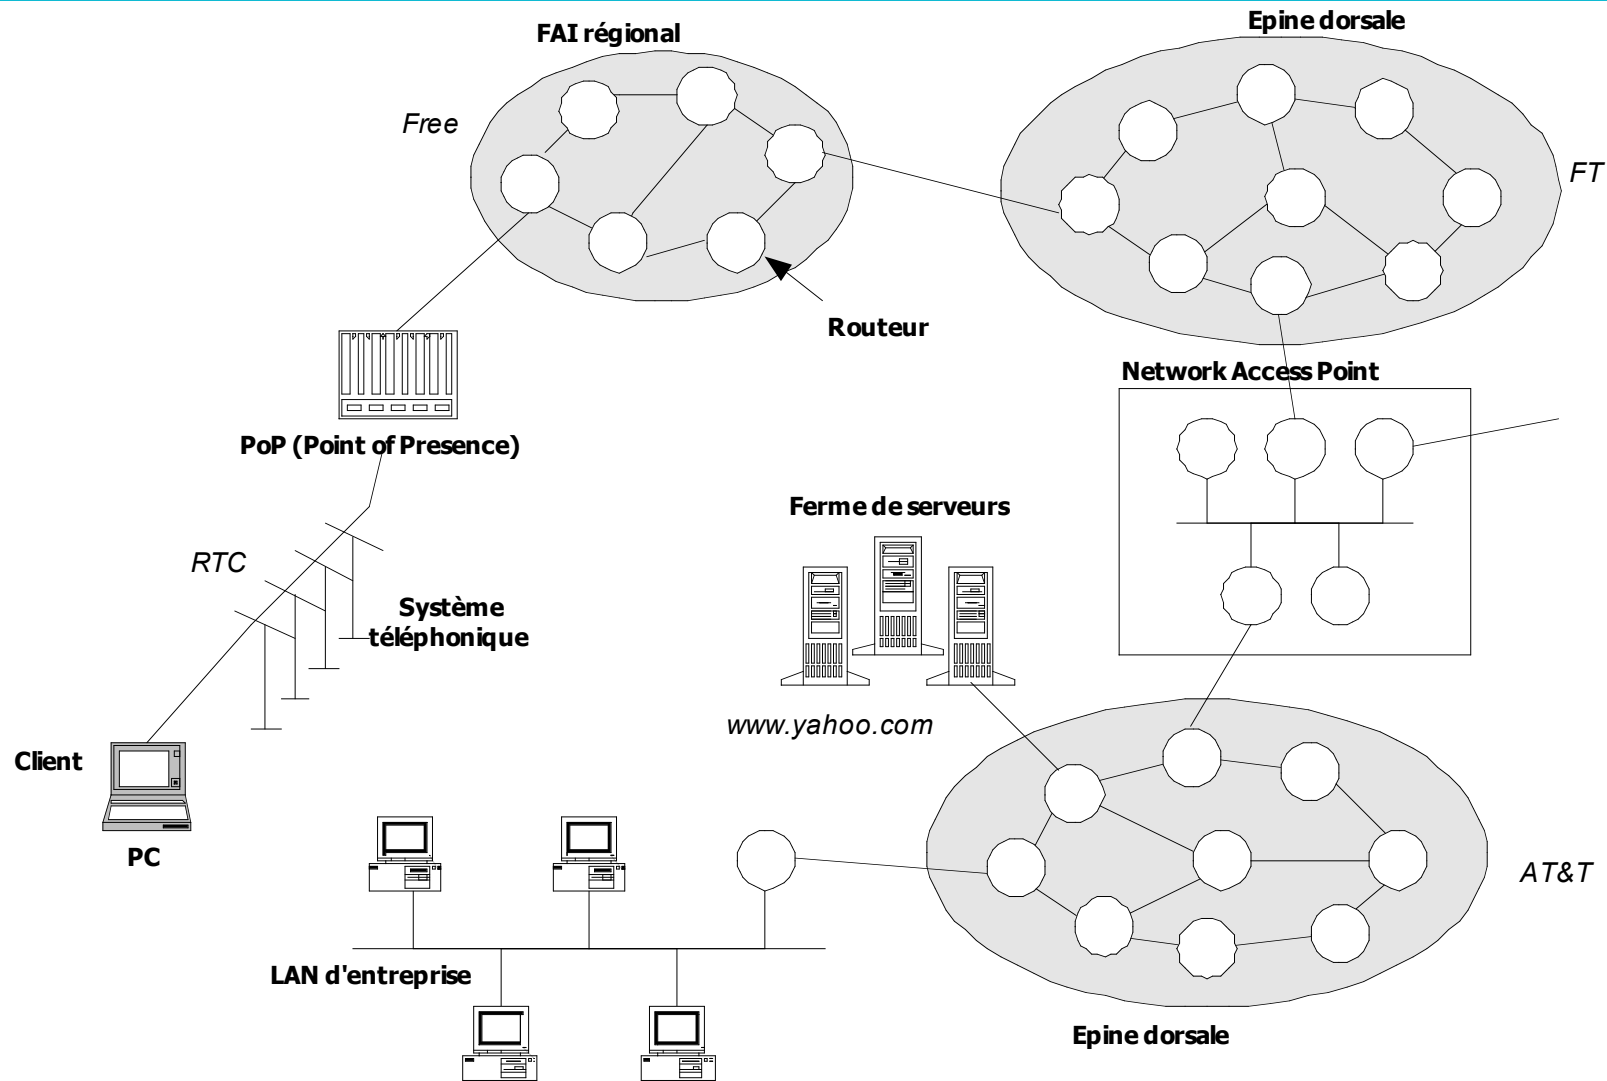 Epine dorsale
FAI régional
Free
FT
Routeur
Network Access Point
PoP (Point of Presence)
Ferme de serveurs
RTC
Système
téléphonique
www.yahoo.com
Client
PC
AT&T
LAN d'entreprise
Epine dorsale